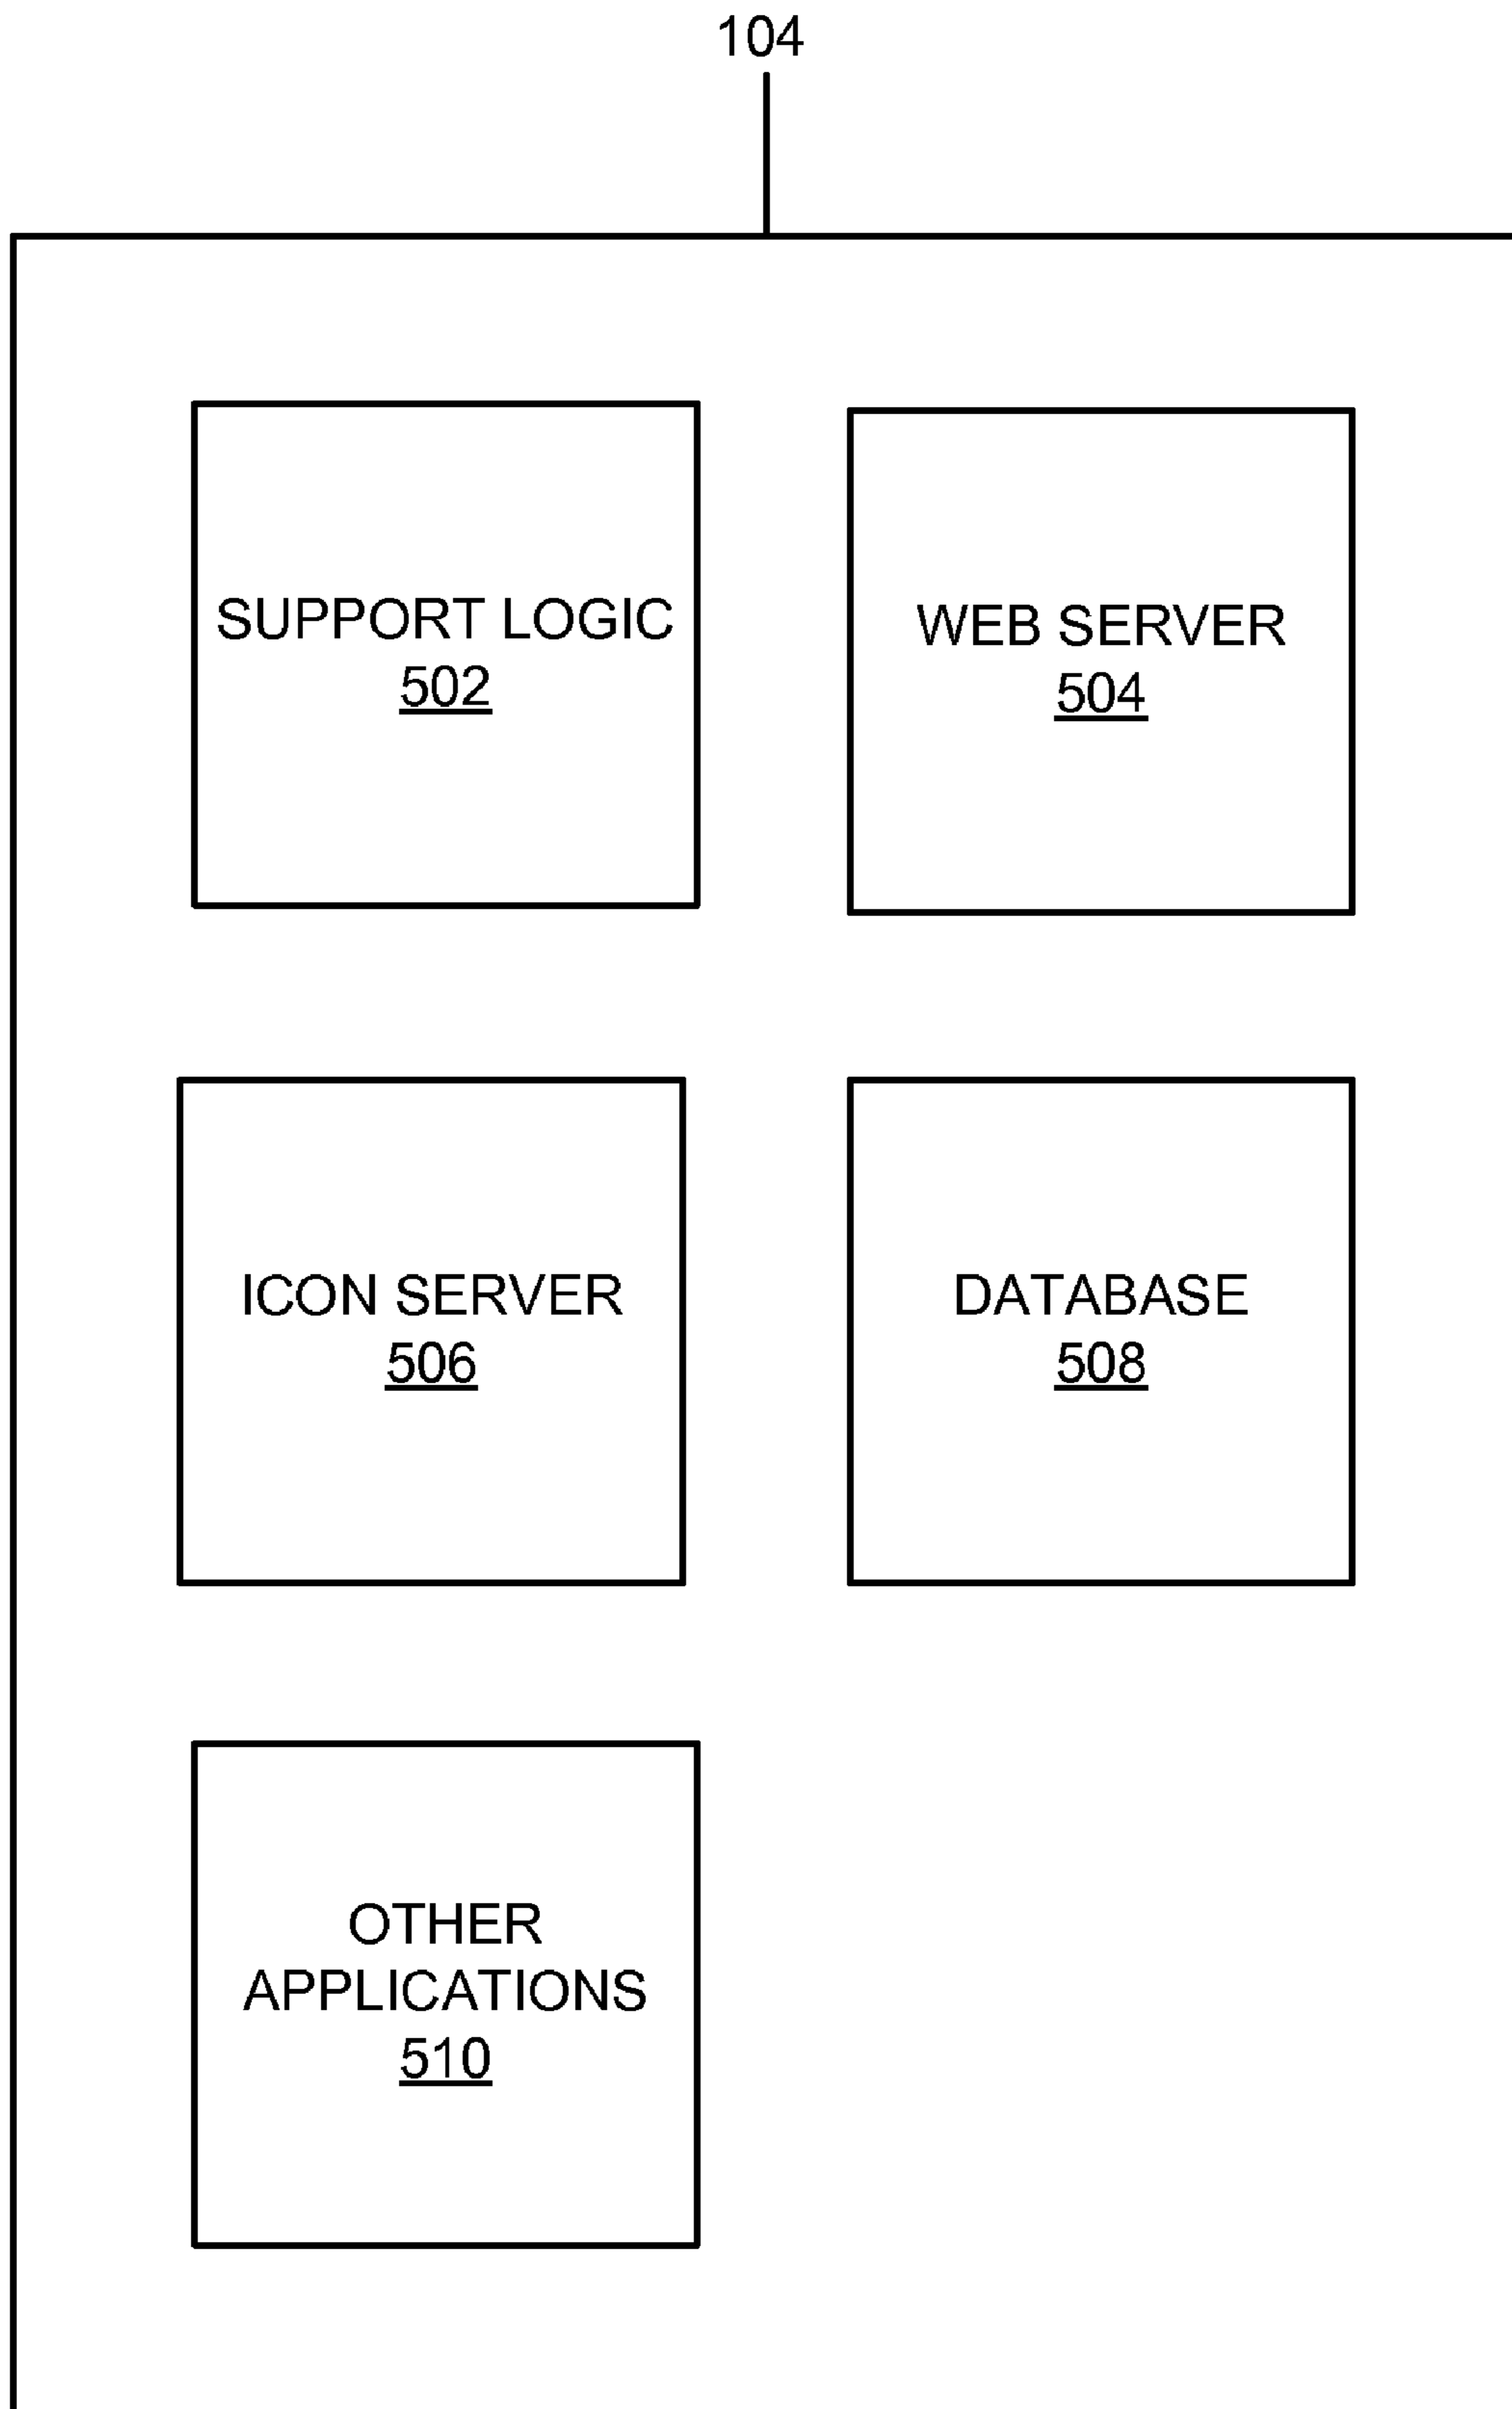 104
SUPPORT LOGIC
502
WEB SERVER
504
ICON SERVER
506
DATABASE
508
OTHER
APPLICATIONS
510